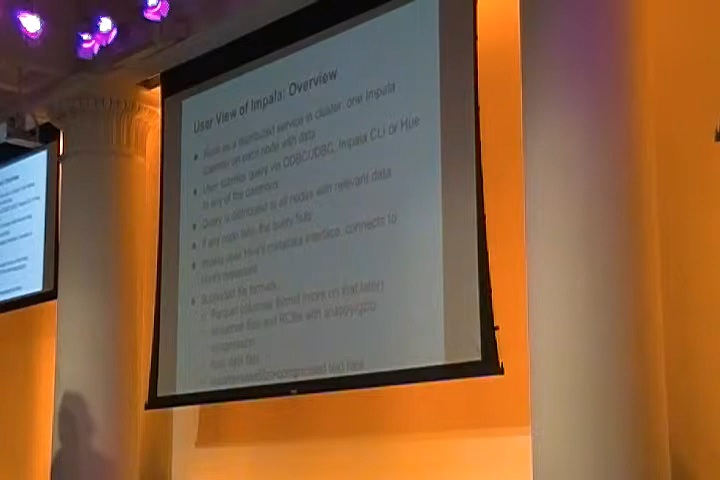 User View of Impala: Overview
• Runs as a distributed service in cluster: one Impala
daemon on each node with data
• User submits query via ODBC/JDBC, Impala CLI or Hue
to any of the daemons
• Query is distributed to all nodes with relevant data
• If any node fails, the query fails
• Impala uses Hive's metadata interface, connects to
Hive's metastore
• Supported file formats:
Parquet columnar format (more on that later)
sequence files and RCFile with snappy/gzip
compression
text data files